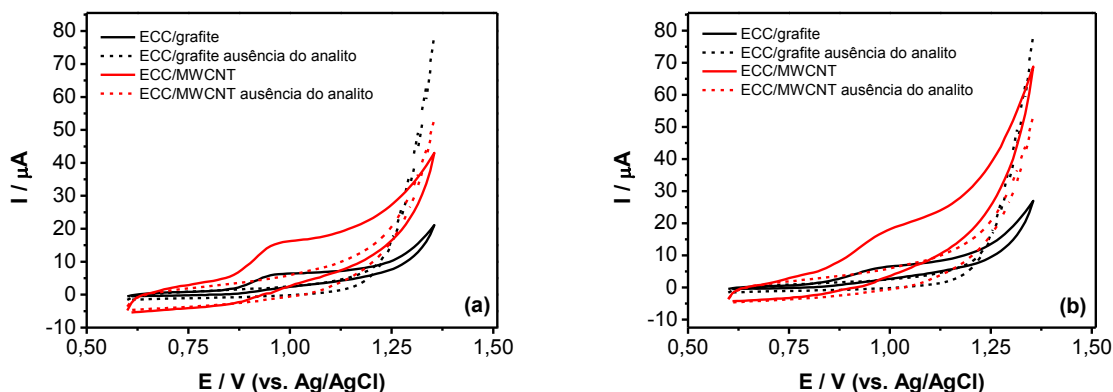 80
70
60
50
40
30
20
10
0
-10
I / µA
ECC/grafite
ECC/grafite ausência do analito
ECC/MWCNT
ECC/MWCNT ausência do analito
(a)
0,50 0,75 1,00 1,25 1,50
E / V (vs. Ag/AgCl)
80
70
60
50
40
30
20
10
0
-10
I / µA
ECC/grafite
ECC/grafite ausência do analito
ECC/MWCNT
ECC/MWCNT ausência do analito
(b)
0,50 0,75 1,00 1,25 1,50
E / V (vs. Ag/AgCl)